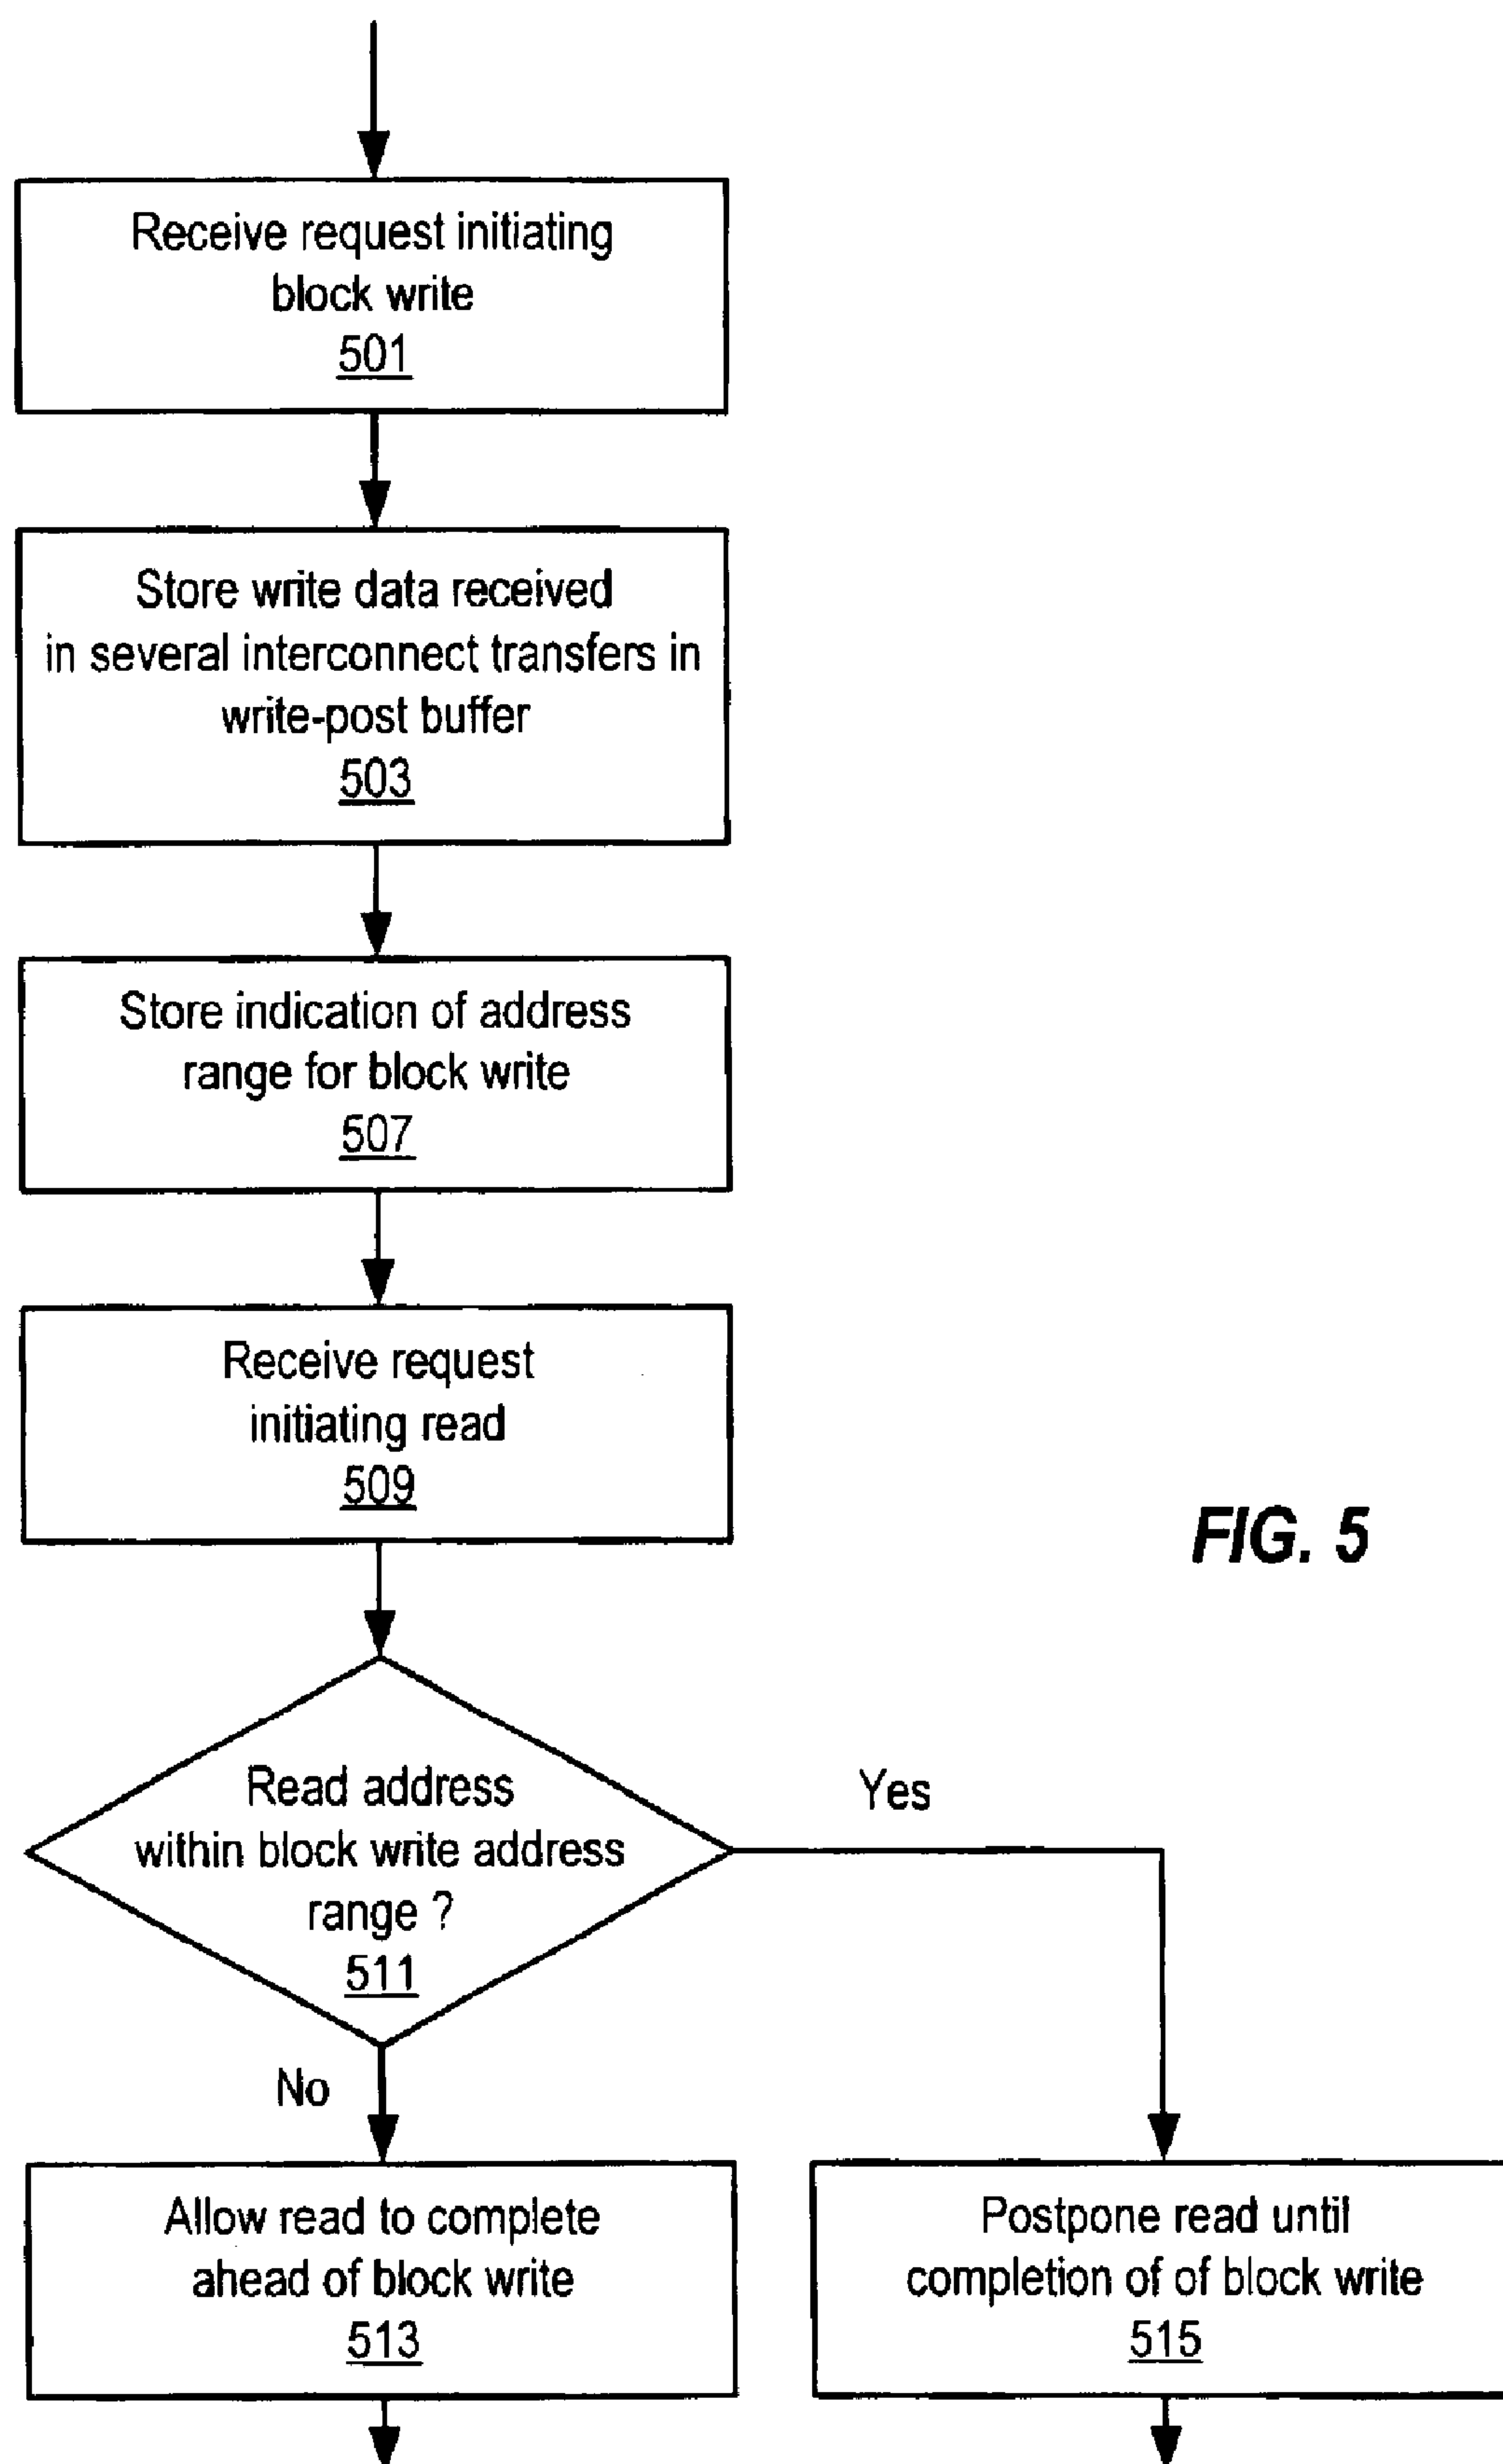 Receive request initiating
block write
501
Store write data received
in several interconnect transfers in
write-post buffer
503
Store indication of address
range for block write
507
Receive request
initiating read
509
FIG. 5
Read address
within block write address
range ?
511
Yes
No
Allow read to complete
ahead of block write
513
Postpone read until
completion of of block write
515